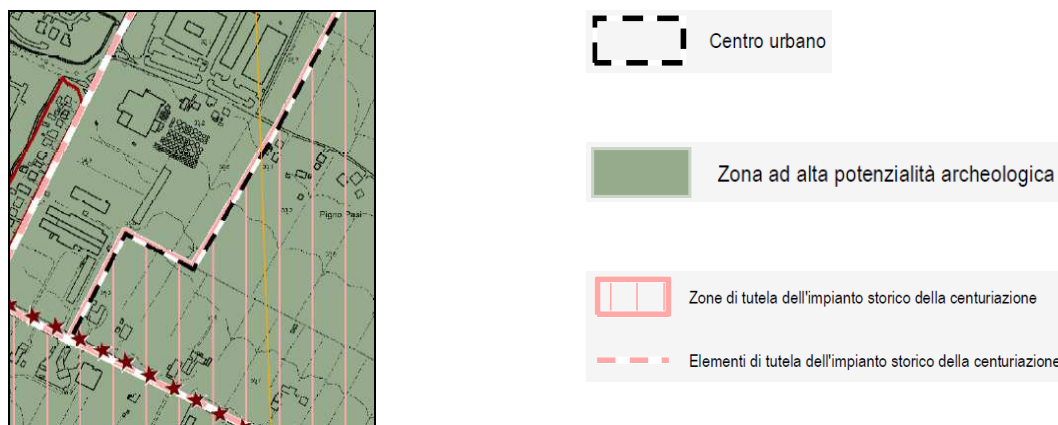 Centro urbano
Zona ad alta potenzialità archeologica
Pigno Pasi
Zone di tutela dell'impianto storico della centuriazione
Elementi di tutela dell'impianto storico della centuriazione